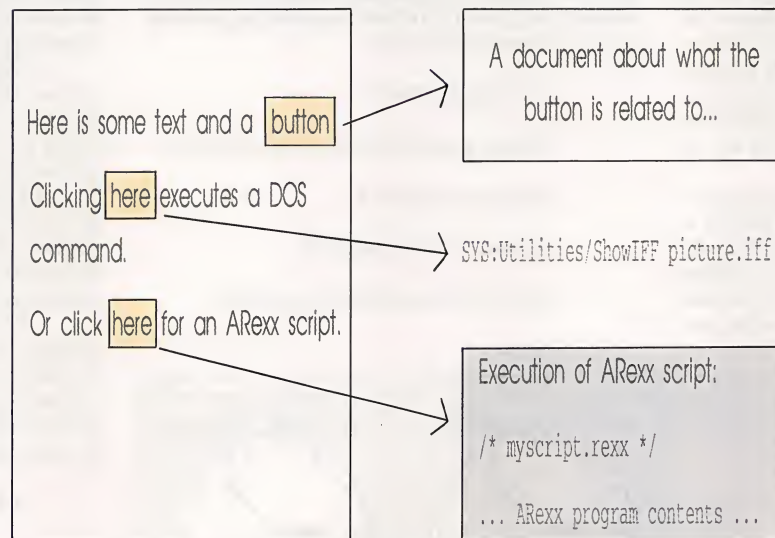 Here is some text and a button
Clicking here executes a DOS
command.
Or click here for an ARexx script.
A document about what the
button is related to...
SYS:Utilities/ShowIFF picture.iff
Execution of ARexx script:
/* myscript.rexx */
... ARexx program contents ...